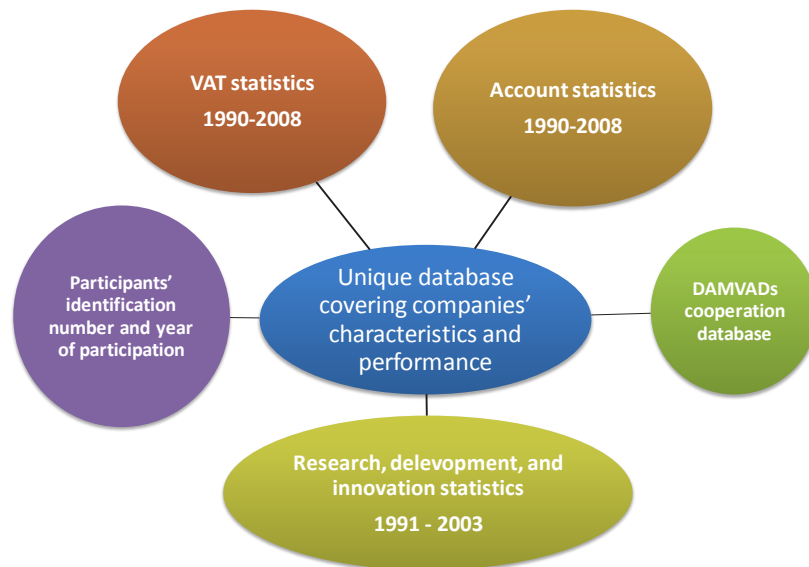 VAT statistics
1990-2008
Account statistics
1990-2008
Participants’
identification
number and year
of participation
Unique database
covering companies’
characteristics and
performance
DAMVADs
cooperation
database
Research, delevopment, and
innovation statistics
1991 - 2003